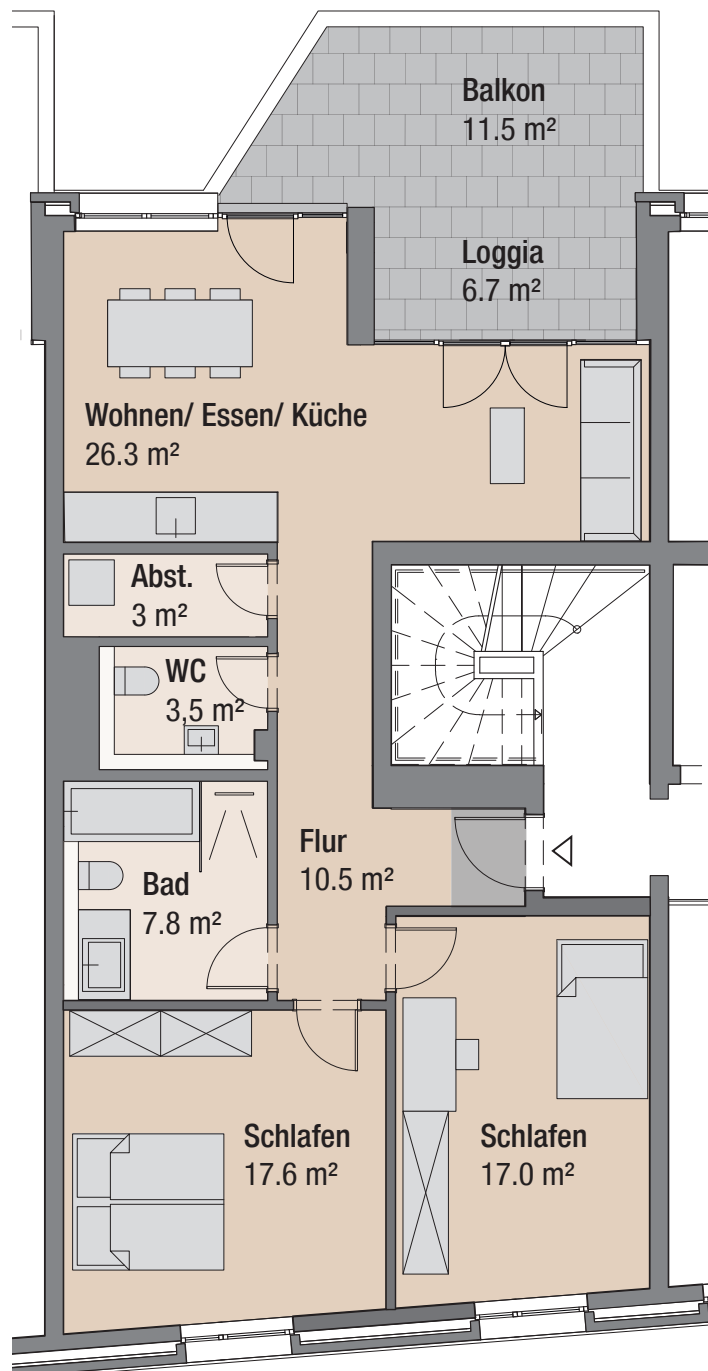 Balkon
11.5 m²
Loggia
6.7 m²
Wohnen/ Essen/ Küche
26.3 m²
Abst.
3 m²
WC
3,5 m²
Flur
10.5 m²
Bad
7.8 m²
Schlafen
17.6 m²
Schlafen
17.0 m²